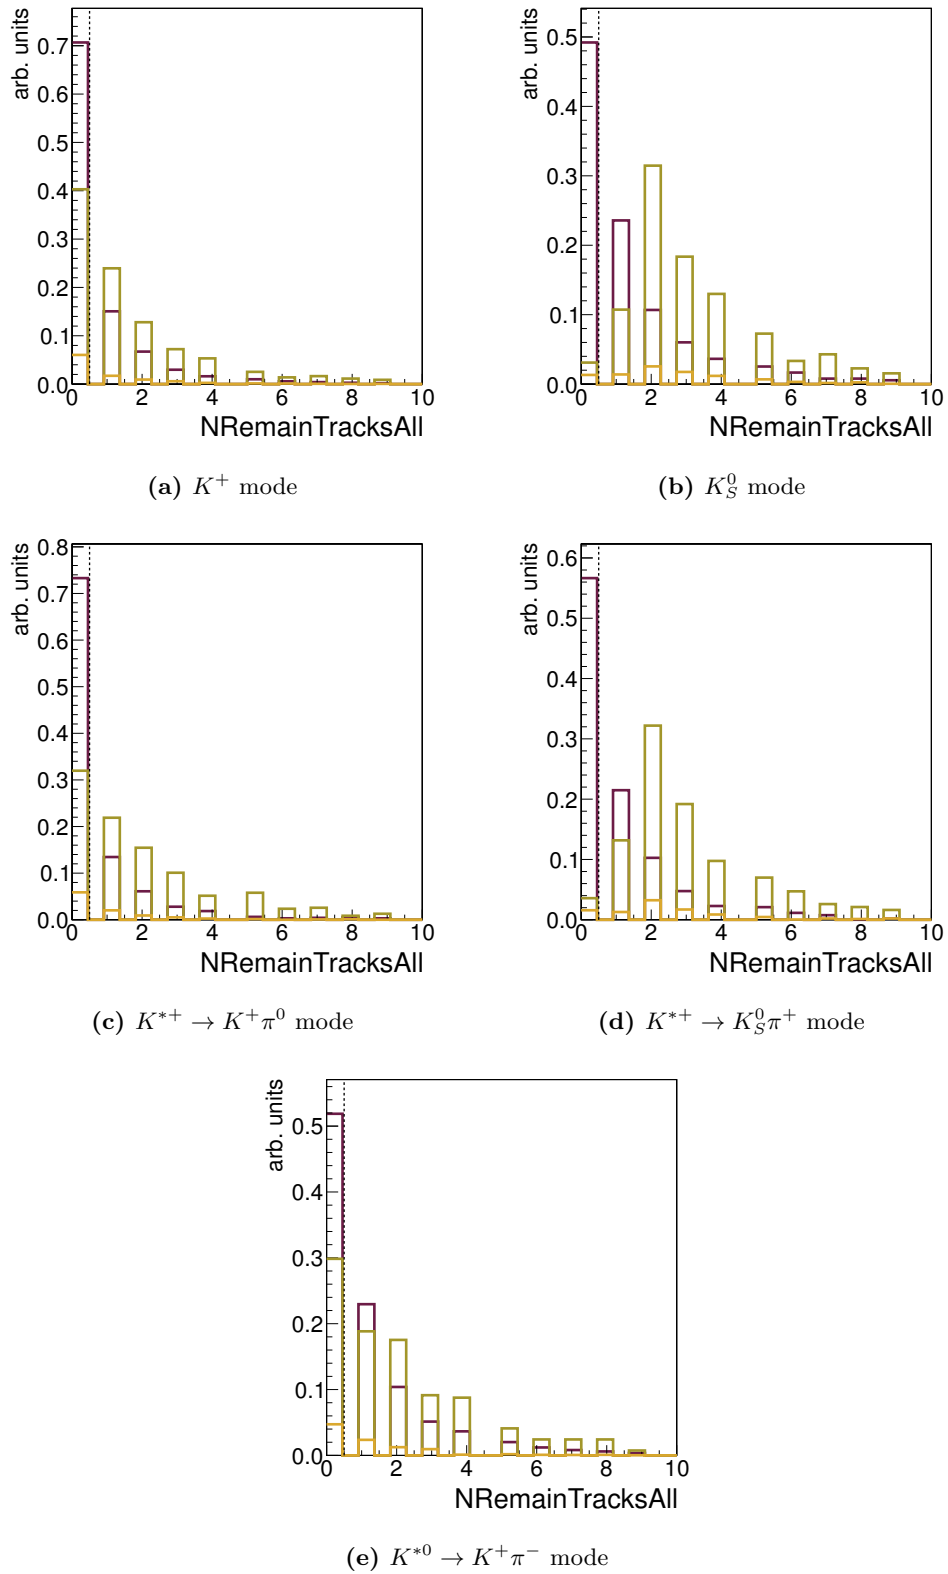 arb. units
0.7
0.6
0.5
0.4
0.3
0.2
0.1
0.0
0 2 4 6 8 10
NRemainTracksAll
(a) K+ mode
arb. units
0.5
0.4
0.3
0.2
0.1
0.0
0 2 4 6 8 10
NRemainTracksAll
(b) K_S^0 mode
arb. units
0.8
0.7
0.6
0.5
0.4
0.3
0.2
0.1
0.0
0 2 4 6 8 10
NRemainTracksAll
(c) K*+ → K+π0 mode
arb. units
0.6
0.5
0.4
0.3
0.2
0.1
0.0
0 2 4 6 8 10
NRemainTracksAll
(d) K*+ → K_S^0π+ mode
arb. units
0.5
0.4
0.3
0.2
0.1
0.0
0 2 4 6 8 10
NRemainTracksAll
(e) K*0 → K+π− mode